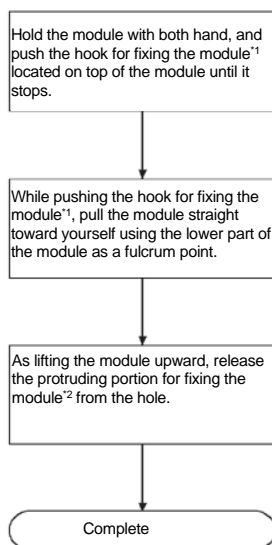 Hold the module with both hand, and
push the hook for fixing the module*1
located on top of the module until it
stops.
While pushing the hook for fixing the
module*1, pull the module straight
toward yourself using the lower part of
the module as a fulcrum point.
As lifting the module upward, release
the protruding portion for fixing the
module*2 from the hole.
Complete